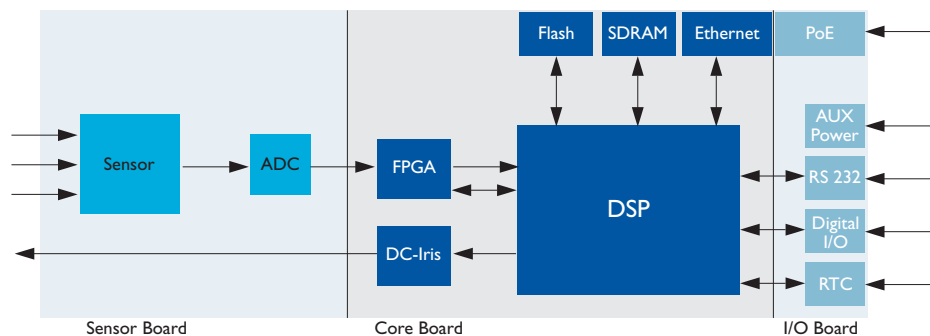 Flash
SDRAM
Ethernet
PoE
AUX
Power
Sensor
ADC
FPGA
RS 232
DSP
Digital
I/O
DC-Iris
RTC
Sensor Board
Core Board
I/O Board